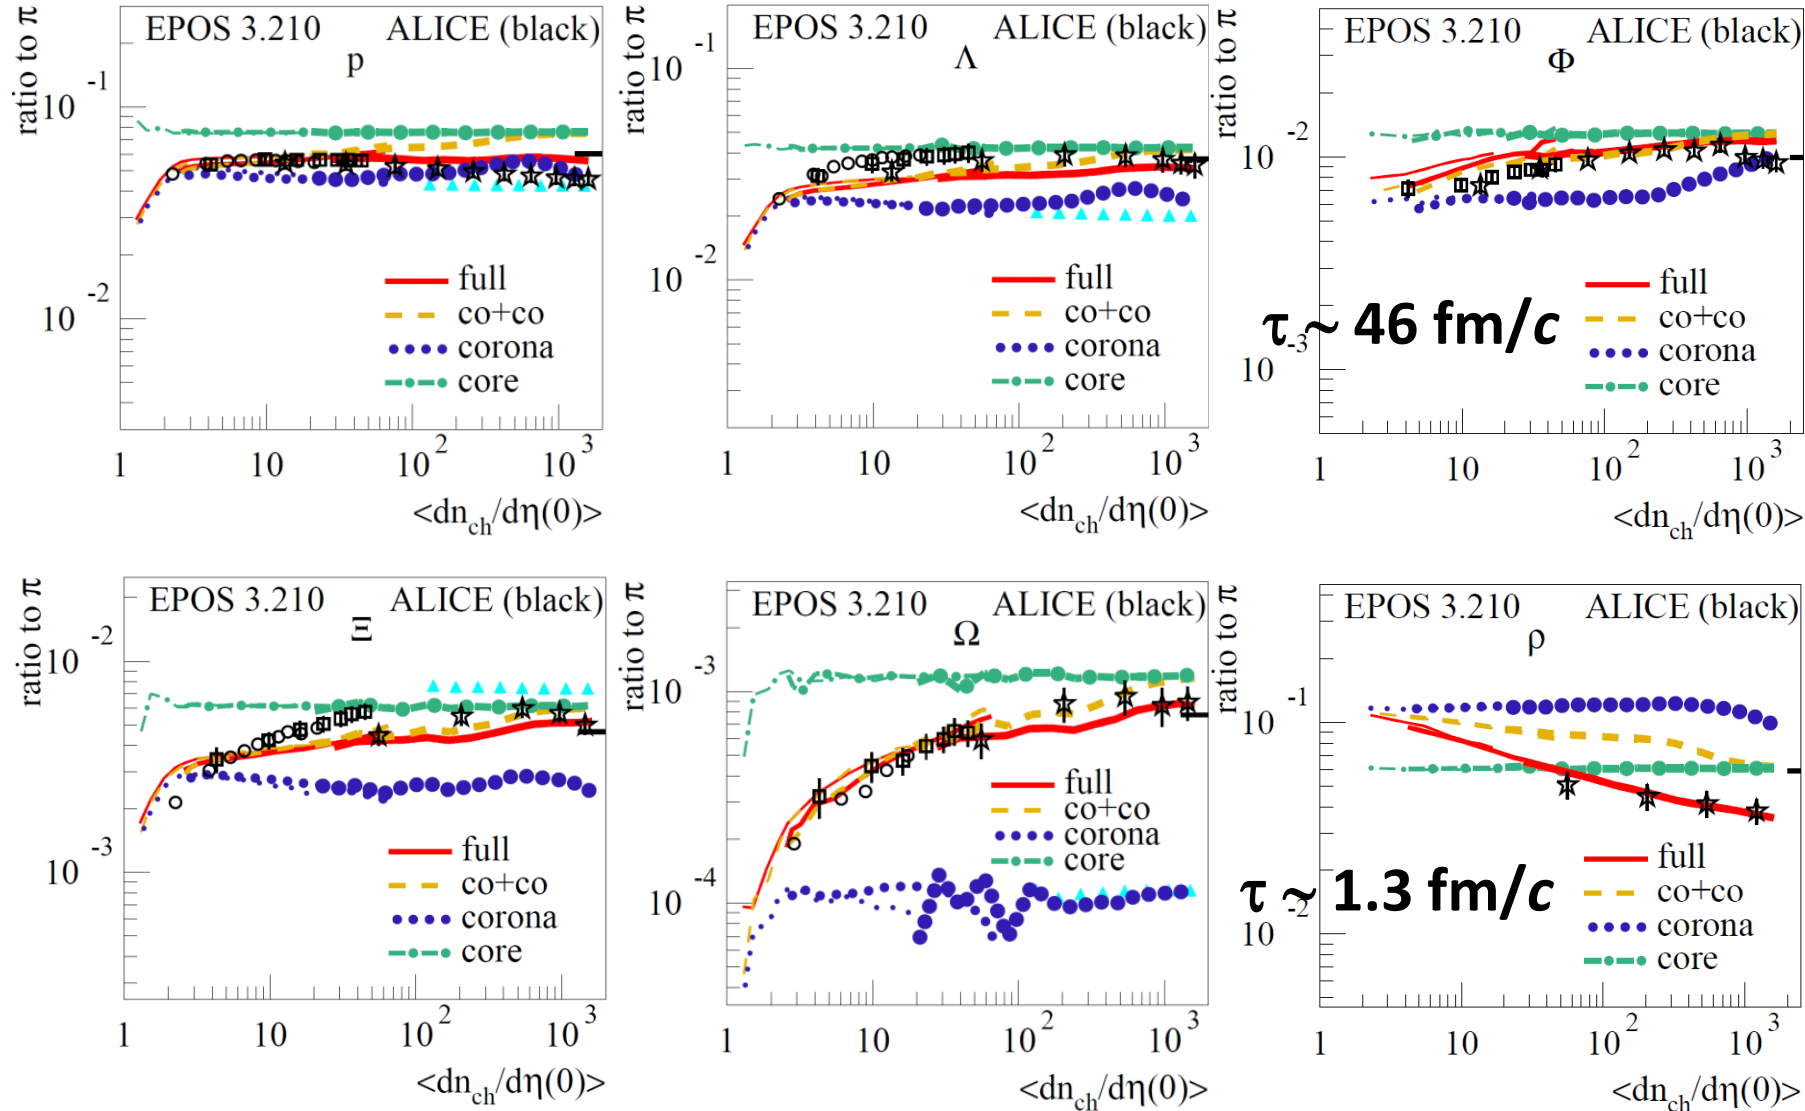 EPOS 3.210 ALICE (black)
p
ratio to π
10^-1
10^-2
full
co+co
corona
core
1 10 10^2 10^3
<dn_ch/dη(0)>
EPOS 3.210 ALICE (black)
Λ
ratio to π
10^-1
10^-2
full
co+co
corona
core
1 10 10^2 10^3
<dn_ch/dη(0)>
EPOS 3.210 ALICE (black)
Φ
ratio to π
10^-2
10^-3
τ ~ 46 fm/c
full
co+co
corona
core
1 10 10^2 10^3
<dn_ch/dη(0)>
EPOS 3.210 ALICE (black)
Ξ
ratio to π
10^-2
10^-3
full
co+co
corona
core
1 10 10^2 10^3
<dn_ch/dη(0)>
EPOS 3.210 ALICE (black)
Ω
ratio to π
10^-3
10^-4
full
co+co
corona
core
1 10 10^2 10^3
<dn_ch/dη(0)>
EPOS 3.210 ALICE (black)
ρ
ratio to π
10^-1
10^-2
τ ~ 1.3 fm/c
full
co+co
corona
core
1 10 10^2 10^3
<dn_ch/dη(0)>